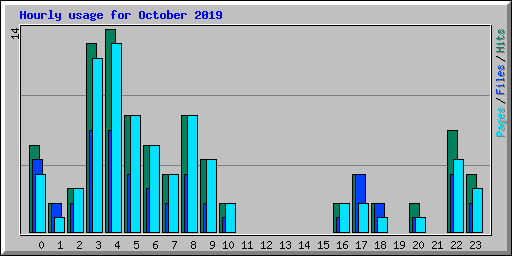 Hourly usage for October 2019
14
Pages/Files/Hits
0 1 2 3 4 5 6 7 8 9 10 11 12 13 14 15 16 17 18 19 20 21 22 23